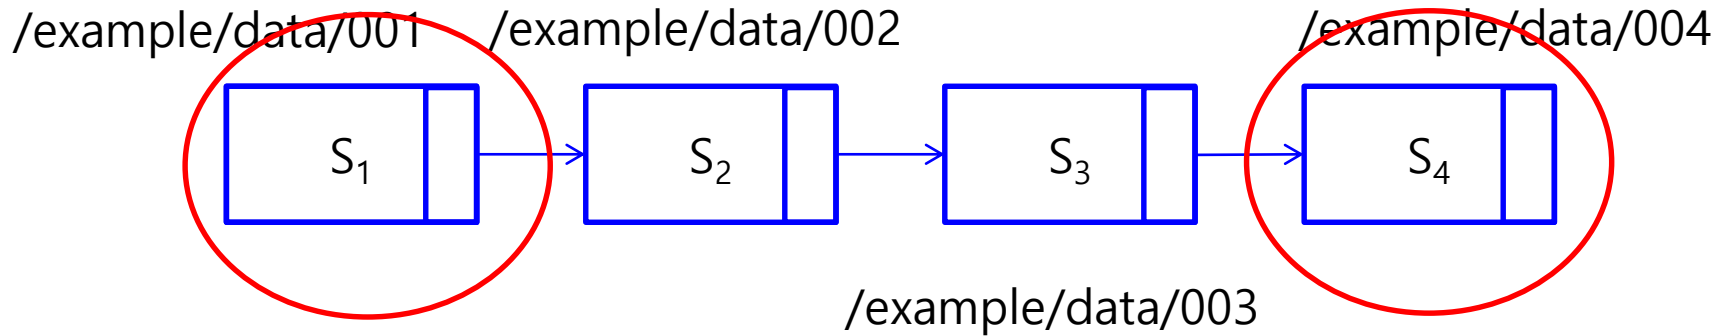 /example/data/001
/example/data/002
/example/data/004
S₁
S₂
S₃
S₄
/example/data/003